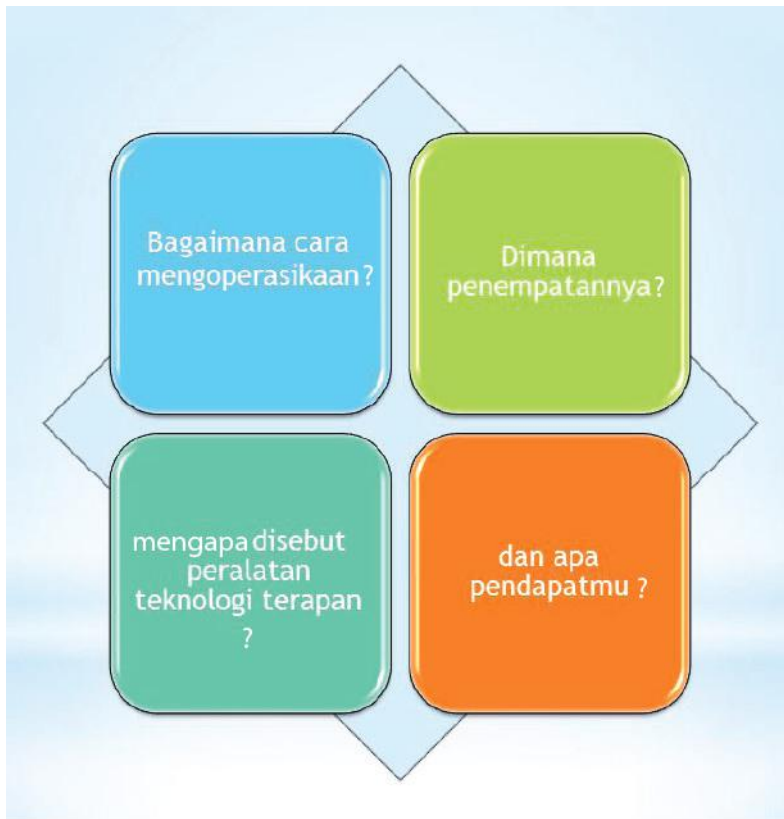 Bagaimana cara
mengoperasikaan?
Dimana
penempatannya?
mengapa disebut
peralatan
teknologi terapan
?
dan apa
pendapatmu ?